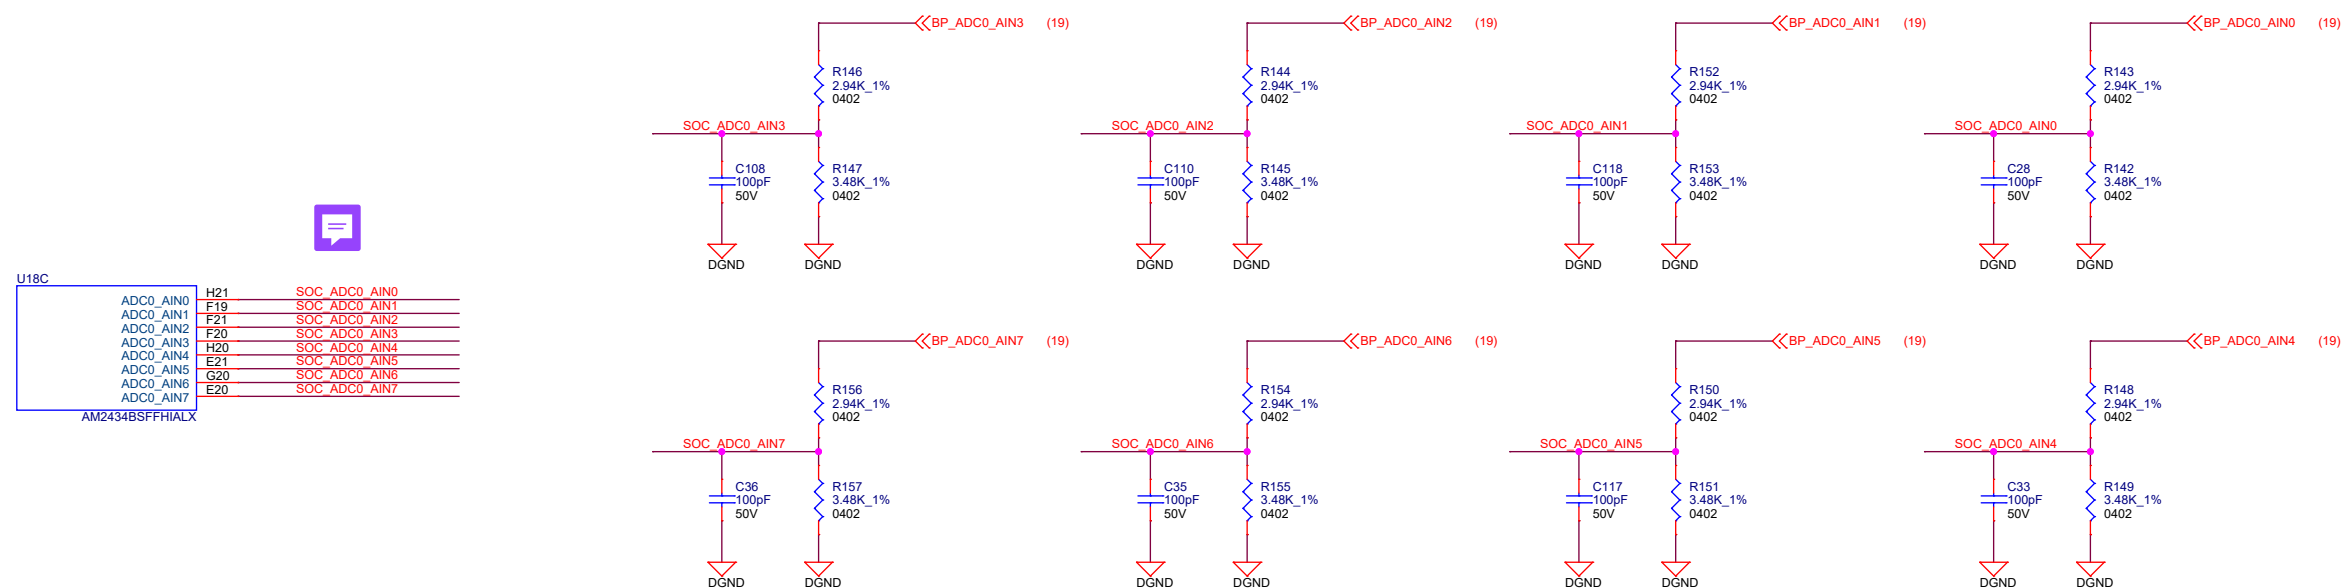 BP_ADC0_AIN3 (19)
R146
2.94K_1%
0402
SOC_ADC0_AIN3
C108
100pF
50V
R147
3.48K_1%
0402
DGND
DGND
BP_ADC0_AIN2 (19)
R144
2.94K_1%
0402
SOC_ADC0_AIN2
C110
100pF
50V
R145
3.48K_1%
0402
DGND
DGND
BP_ADC0_AIN1 (19)
R152
2.94K_1%
0402
SOC_ADC0_AIN1
C118
100pF
50V
R153
3.48K_1%
0402
DGND
DGND
BP_ADC0_AIN0 (19)
R143
2.94K_1%
0402
SOC_ADC0_AIN0
C28
100pF
50V
R142
3.48K_1%
0402
DGND
DGND
U18C
ADC0_AIN0 H21 SOC_ADC0_AIN0
ADC0_AIN1 F19 SOC_ADC0_AIN1
ADC0_AIN2 F21 SOC_ADC0_AIN2
ADC0_AIN3 F20 SOC_ADC0_AIN3
ADC0_AIN4 H20 SOC_ADC0_AIN4
ADC0_AIN5 E21 SOC_ADC0_AIN5
ADC0_AIN6 G20 SOC_ADC0_AIN6
ADC0_AIN7 E20 SOC_ADC0_AIN7
AM2434BSFFHIALX
BP_ADC0_AIN7 (19)
R156
2.94K_1%
0402
SOC_ADC0_AIN7
C36
100pF
50V
R157
3.48K_1%
0402
DGND
DGND
BP_ADC0_AIN6 (19)
R154
2.94K_1%
0402
SOC_ADC0_AIN6
C35
100pF
50V
R155
3.48K_1%
0402
DGND
DGND
BP_ADC0_AIN5 (19)
R150
2.94K_1%
0402
SOC_ADC0_AIN5
C117
100pF
50V
R151
3.48K_1%
0402
DGND
DGND
BP_ADC0_AIN4 (19)
R148
2.94K_1%
0402
SOC_ADC0_AIN4
C33
100pF
50V
R149
3.48K_1%
0402
DGND
DGND